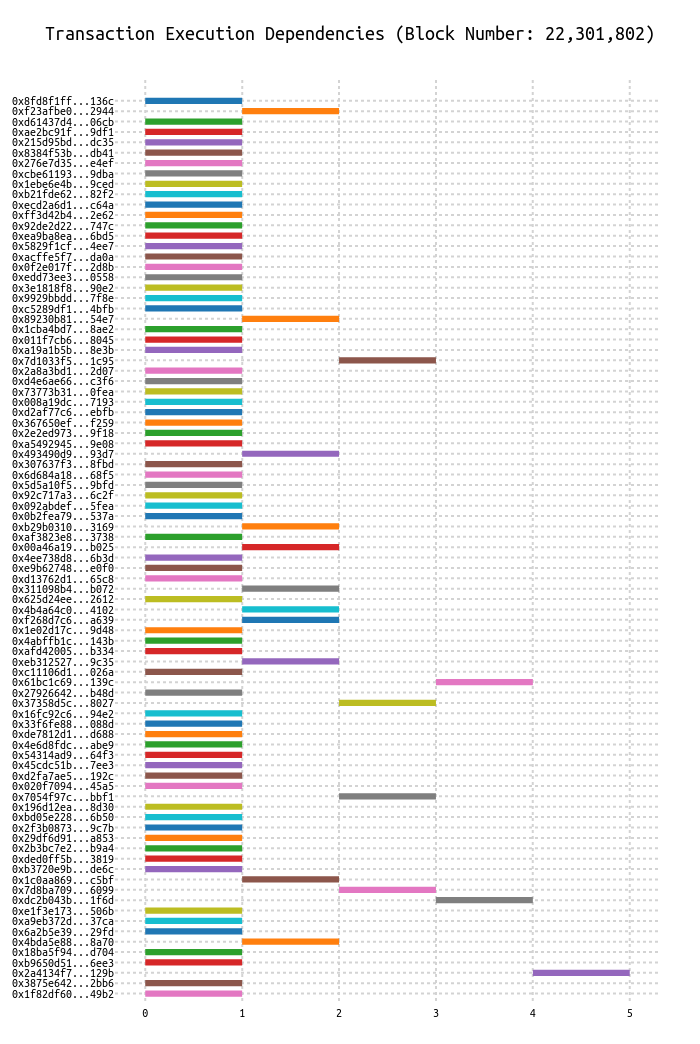 Transaction Execution Dependencies (Block Number: 22,301,802)
0x8fd8f1ff...136c
0xf23afbe0...2944
0xd61437d4...06cb
0xae2bc91f...9df1
0x215d95bd...dc35
0x8384f53b...db41
0x276e7d35...e4ef
0xcbe61193...9dba
0x1ebe6e4b...9ced
0xb21fde62...82f2
0xecd2a6d1...c64a
0xff3d42b4...2e62
0x92de2d22...747c
0xea9ba8ea...6bd5
0x5829f1cf...4ee7
0xacffe5f7...da0a
0x0f2e017f...2d8b
0xedd73ee3...0558
0x3e1818f8...90e2
0x9929bbdd...7f8e
0xc5289df1...4bfb
0x89230b81...54e7
0x1cba4bd7...8ae2
0x011f7cb6...8045
0xa19a1b5b...8e3b
0x7d1033f5...1c95
0x2a8a3bd1...2d07
0xd4e6ae66...c3f6
0x73773b31...0fea
0x008a19dc...7193
0xd2af77c6...ebfb
0x367650ef...f259
0x2e2ed973...9f18
0xa5492945...9e08
0x493490d9...93d7
0x307637f3...8fbd
0x6d684a18...68f5
0x5d5a10f5...9bfd
0x92c717a3...6c2f
0x092abdef...5fea
0x0b2fea79...537a
0xb29b0310...3169
0xaf3823e8...3738
0x00a46a19...b025
0x4ee738d8...6b3d
0xe9b62748...e0f0
0xd13762d1...65c8
0x311098b4...b072
0x625d24ee...2612
0x4b4a64c0...4102
0xf268d7c6...a639
0x1e02d17c...9d48
0x4abffb1c...143b
0xafd42005...b334
0xeb312527...9c35
0xc11106d1...026a
0x61bc1c69...139c
0x27926642...b48d
0x37358d5c...8027
0x16fc92c6...94e2
0x33f6fe88...088d
0xde7812d1...d688
0x4e6d8fdc...abe9
0x54314ad9...64f3
0x45cdc51b...7ee3
0xd2fa7ae5...192c
0x020f7094...45a5
0x7054f97c...bbf1
0x196d12ea...8d30
0xbd05e228...6b50
0x2f3b0873...9c7b
0x29df6d91...a853
0x2b3bc7e2...b9a4
0xded0ff5b...3819
0xb3720e9b...de6c
0x1c0aa869...c5bf
0x7d8ba709...6099
0xdc2b043b...1f6d
0xe1f3e173...506b
0xa9eb372d...37ca
0x6a2b5e39...29fd
0x4bda5e88...8a70
0x18ba5f94...d704
0xb9650d51...6ee3
0x2a4134f7...129b
0x3875e642...2bb6
0x1f82df60...49b2
0 1 2 3 4 5